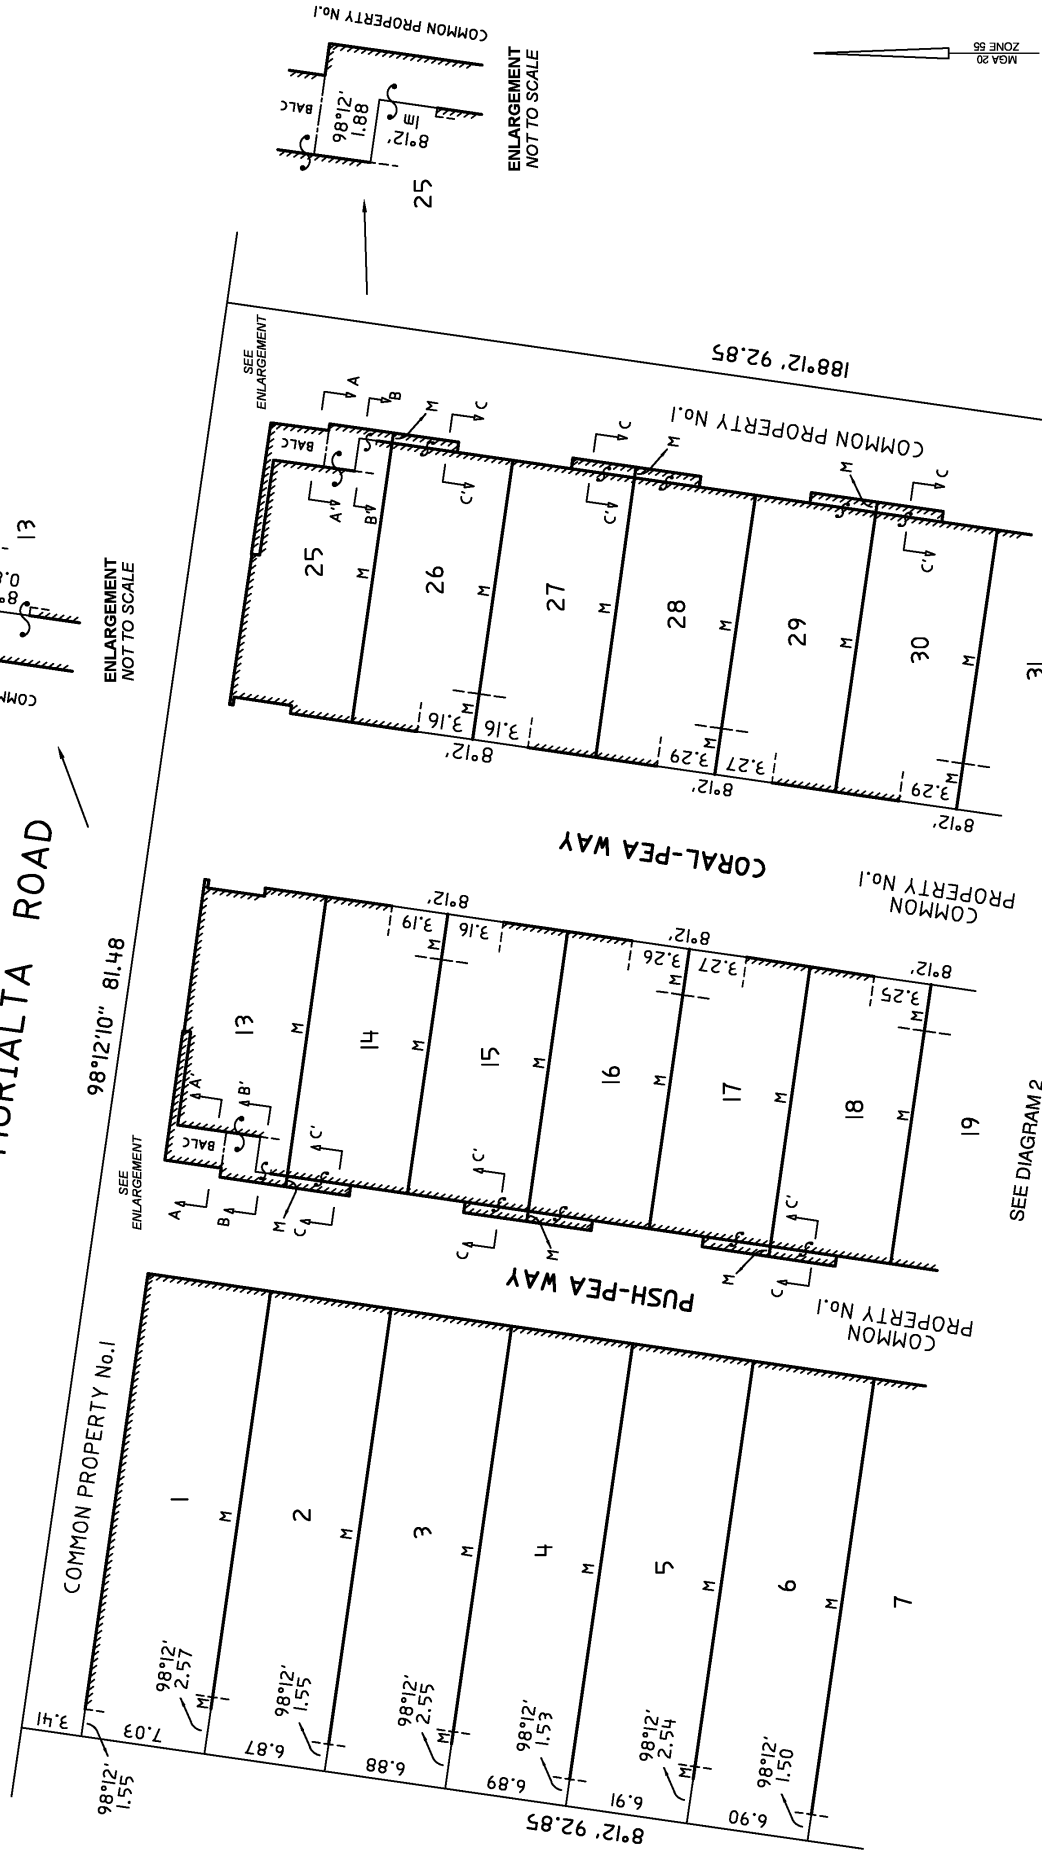 COMMON PROPERTY No.1
BALC
98°12'
1.88
8°12'
1m
25
ENLARGEMENT
NOT TO SCALE
MGA 20
ZONE 55
13
ENLARGEMENT
NOT TO SCALE
ROAD
98°12'10" 81.48
SEE
ENLARGEMENT
188°12' 92.85
COMMON PROPERTY No.1
BALC
A
A'
B
B'
M
C
C'
25
M
26
M
27
M
C
C'
M
28
M
29
M
M
C
C'
30
M
31
M
3.16
3.16
8°12'
M
3.29
3.27
8°12'
M
3.29
8°12'
CORAL-PEA WAY
COMMON
PROPERTY No.1
SEE
ENLARGEMENT
BALC
A
A'
B
B'
C
C'
M
13
M
14
M
15
M
16
M
17
M
18
M
19
C
C'
M
C
C'
M
3.19
3.16
8°12'
M
3.26
3.27
8°12'
M
3.25
8°12'
M
SEE DIAGRAM 2
PUSH-PEA WAY
COMMON
PROPERTY No.1
COMMON PROPERTY No.1
1
M
2
M
3
M
4
M
5
M
6
M
7
3.41
98°12'
1.55
7.03
98°12'
2.57
M
6.87
98°12'
1.55
6.88
98°12'
2.55
M
6.89
98°12'
1.53
6.91
98°12'
2.54
M
6.90
98°12'
1.50
8°12' 92.85